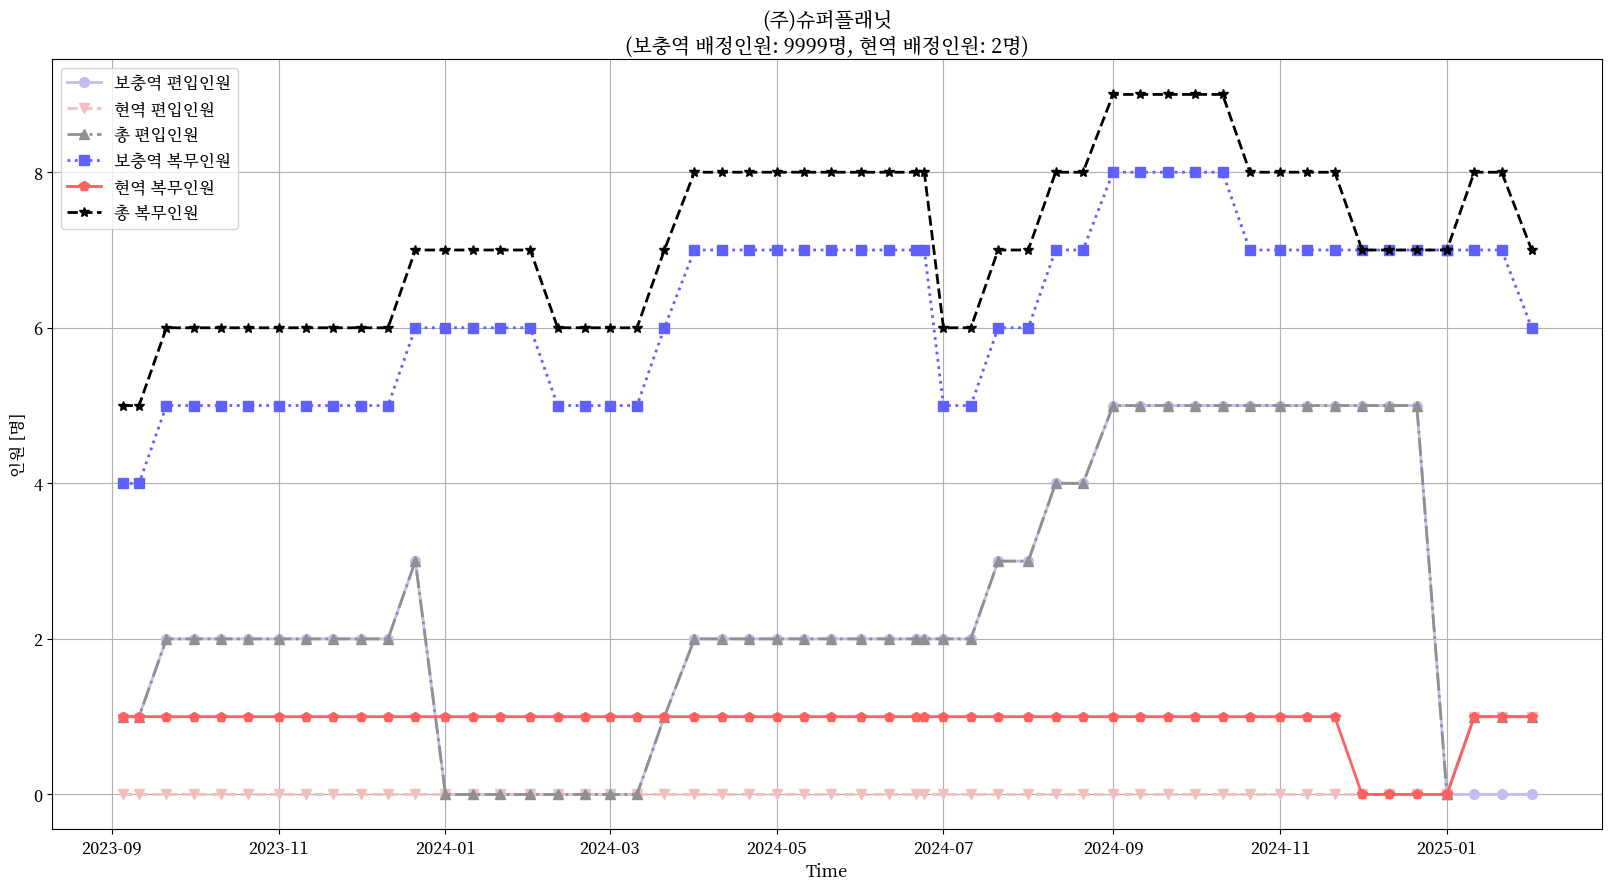 (주)슈퍼플래닛
(보충역 배정인원: 9999명, 현역 배정인원: 2명)
보충역 편입인원
현역 편입인원
총 편입인원
보충역 복무인원
현역 복무인원
총 복무인원
인원 [명]
8
6
4
2
0
2023-09
2023-11
2024-01
2024-03
2024-05
2024-07
2024-09
2024-11
2025-01
Time